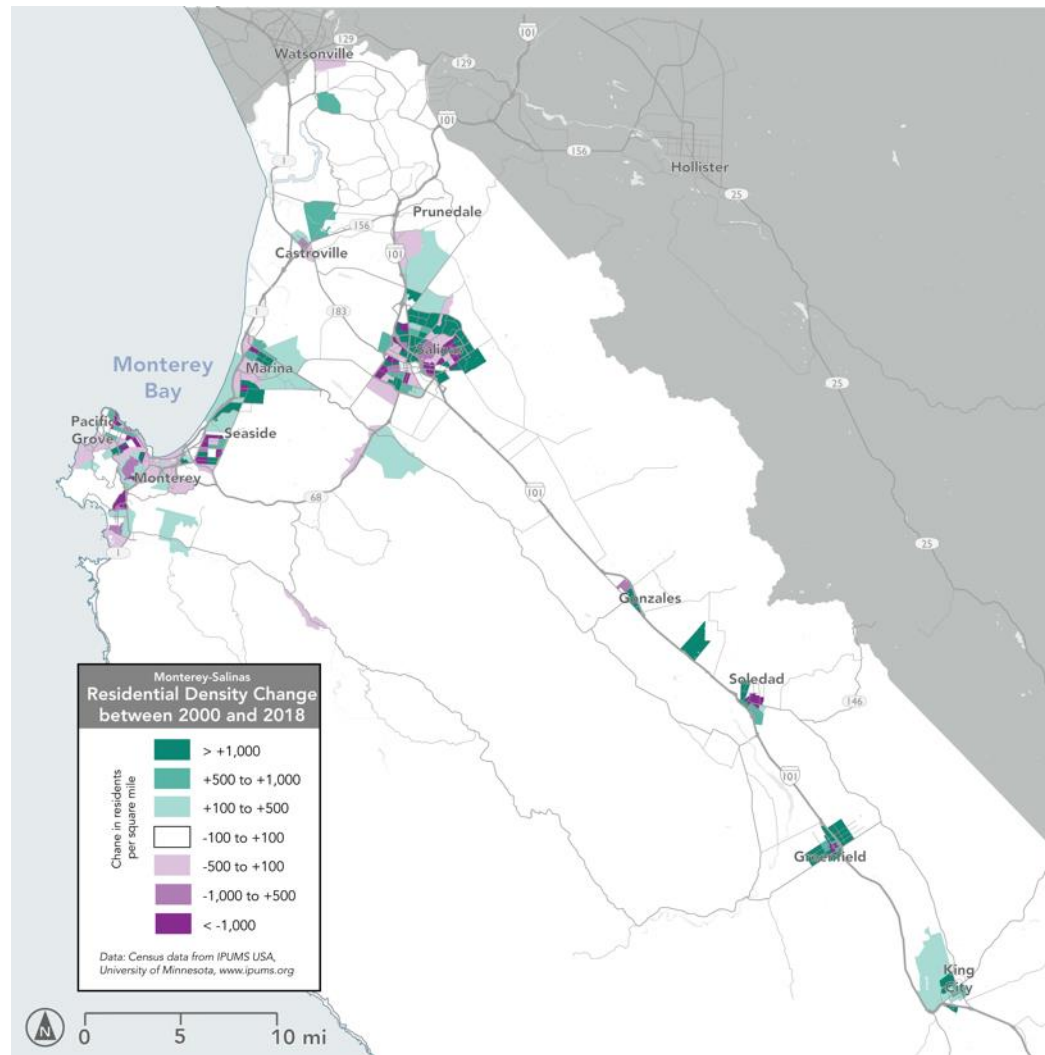 129
101
Watsonville
129
101
156
Hollister
1
25
Prunedale
156
Castroville
101
1
183
Salinas
Monterey
Bay
Marina
25
Pacific
Grove
Seaside
Monterey
68
101
25
1
Gonzales
Soledad
146
101
Greenfield
King
City
Monterey-Salinas
Residential Density Change
between 2000 and 2018
Chane in residents
per square mile
> +1,000
+500 to +1,000
+100 to +500
-100 to +100
-500 to +100
-1,000 to +500
< -1,000
Data: Census data from IPUMS USA,
University of Minnesota, www.ipums.org
N
0 5 10 mi